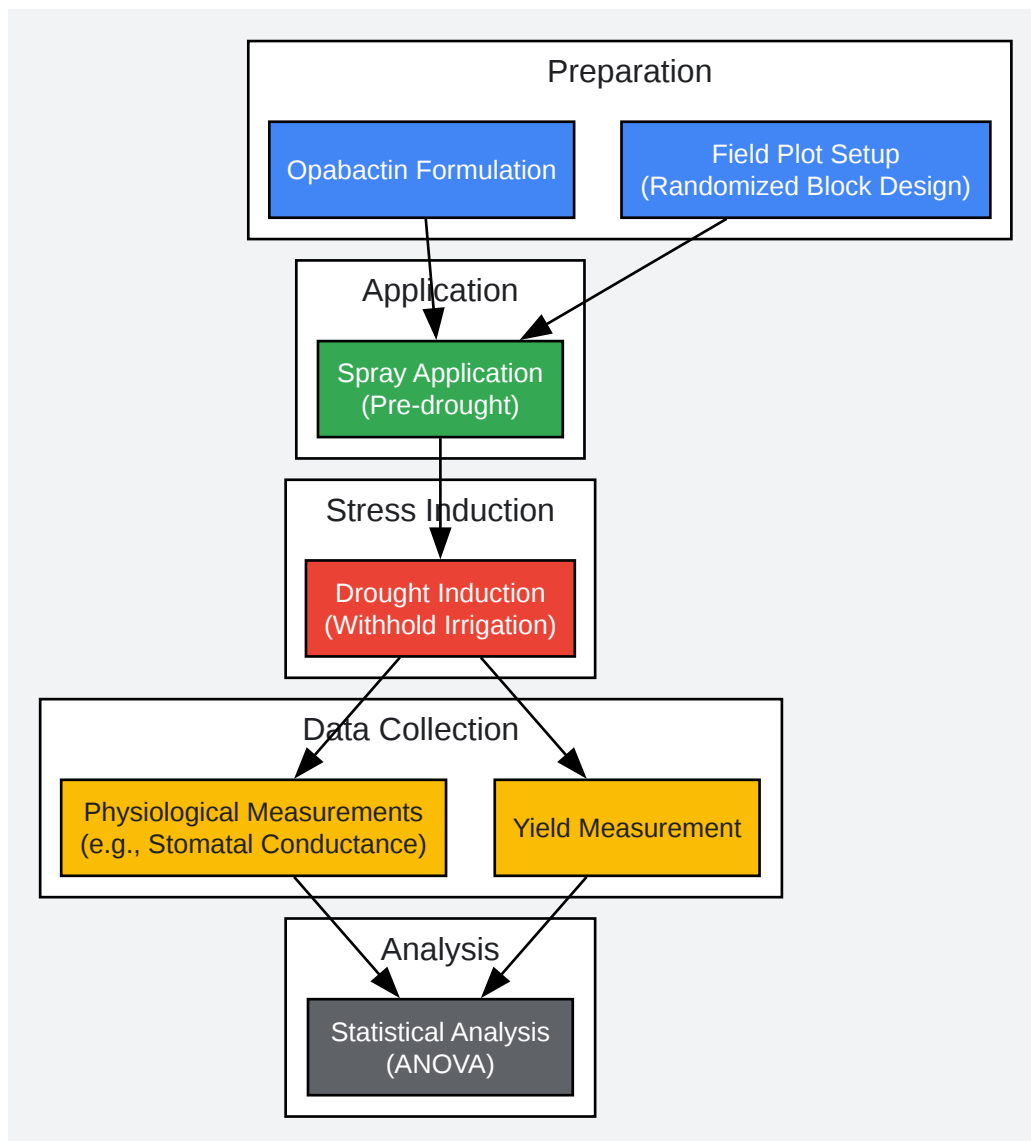 Preparation
Opabactin Formulation
Field Plot Setup
(Randomized Block Design)
Application
Spray Application
(Pre-drought)
Stress Induction
Drought Induction
(Withhold Irrigation)
Data Collection
Physiological Measurements
(e.g., Stomatal Conductance)
Yield Measurement
Analysis
Statistical Analysis
(ANOVA)